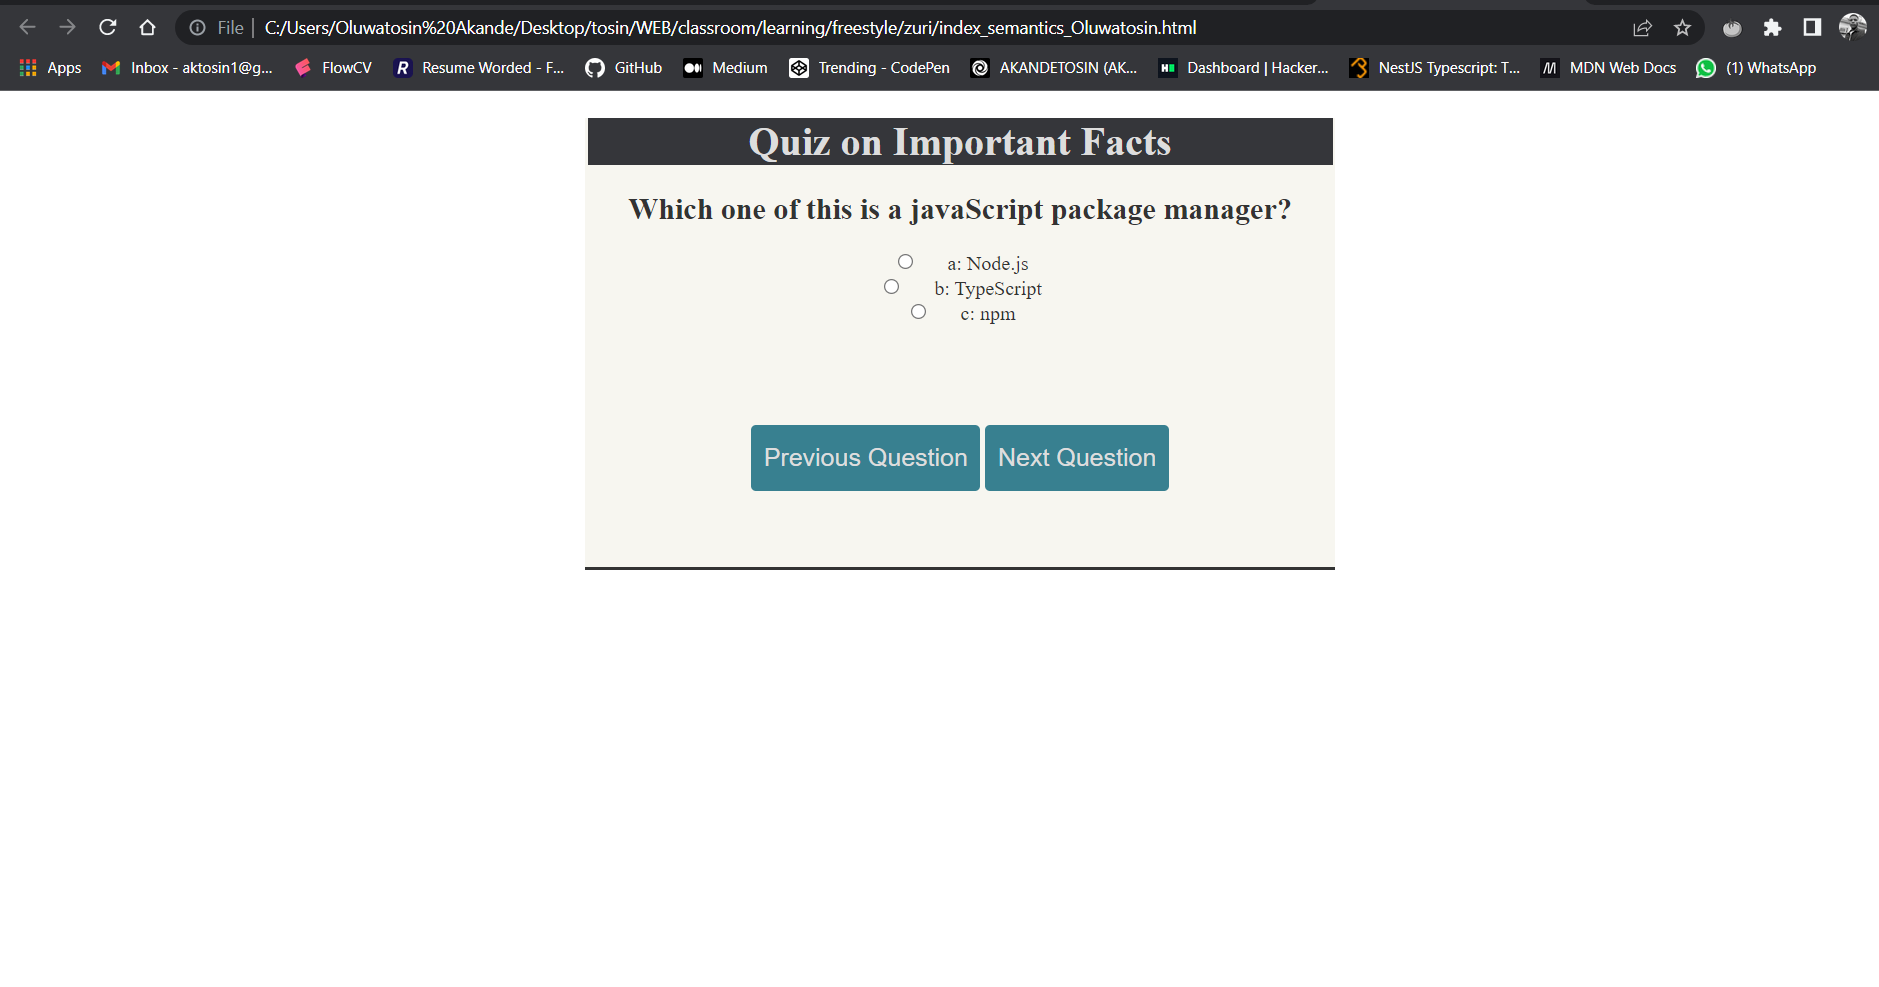 File | C:/Users/Oluwatosin%20Akande/Desktop/tosin/WEB/classroom/learning/freestyle/zuri/index_semantics_Oluwatosin.html
Apps Inbox - aktosin1@g... FlowCV R Resume Worded - F... GitHub Medium Trending - CodePen AKANDETOSIN (AK... H Dashboard | Hacker... NestJS Typescript: T... M MDN Web Docs (1) WhatsApp
Quiz on Important Facts
Which one of this is a javaScript package manager?
a: Node.js
b: TypeScript
c: npm
Previous Question Next Question